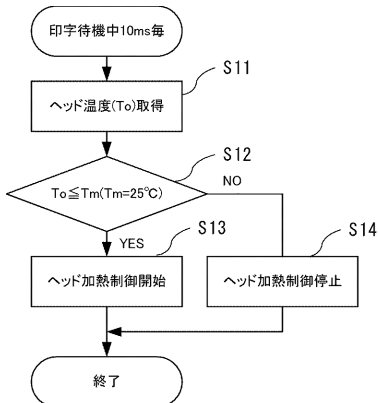 印字待機中10ms毎
S11
ヘッド温度(To)取得
S12
To≦Tm(Tm=25℃)
NO
YES
S13
S14
ヘッド加熱制御開始
ヘッド加熱制御停止
終了